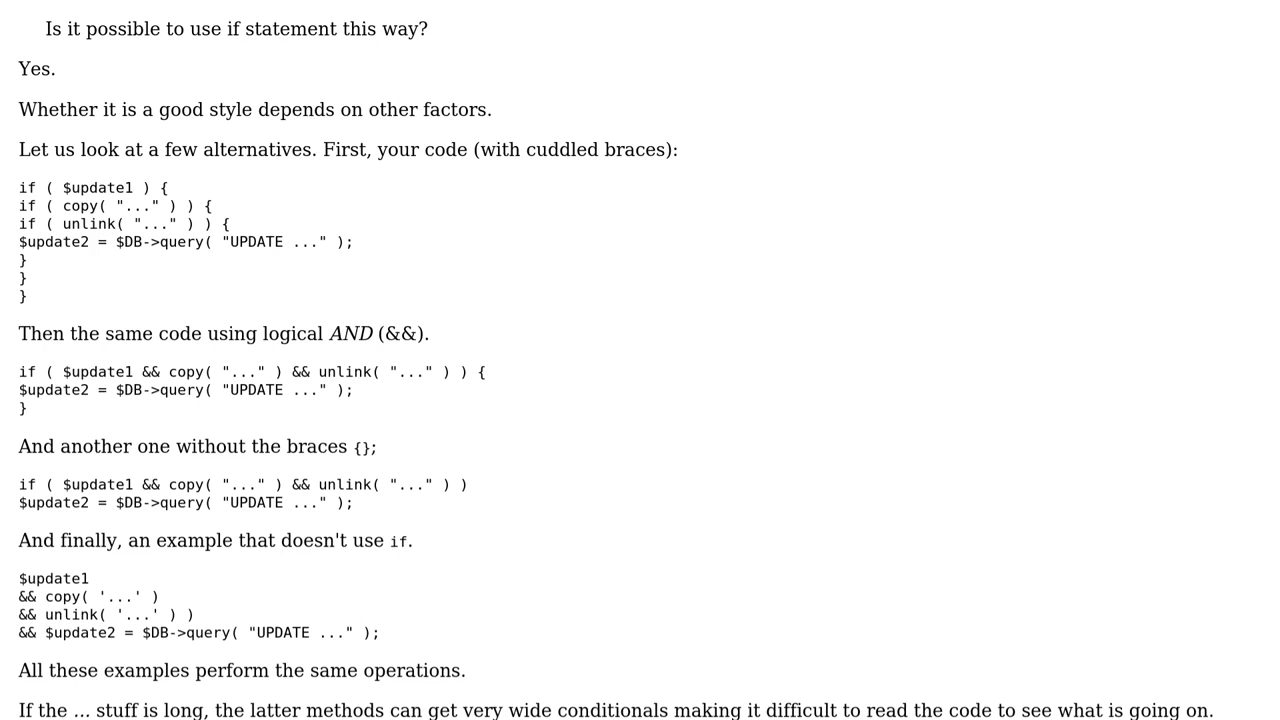 Is it possible to use if statement this way?
Yes.
Whether it is a good style depends on other factors.
Let us look at a few alternatives. First, your code (with cuddled braces):
if ( $update1 ) {
if ( copy( "..." ) ) {
if ( unlink( "..." ) ) {
$update2 = $DB->query( "UPDATE ..." );
}
}
}
Then the same code using logical AND (&&).
if ( $update1 && copy( "..." ) && unlink( "..." ) ) {
$update2 = $DB->query( "UPDATE ..." );
}
And another one without the braces {};
if ( $update1 && copy( "..." ) && unlink( "..." ) )
$update2 = $DB->query( "UPDATE ..." );
And finally, an example that doesn't use if.
$update1
&& copy( '...' )
&& unlink( '...' ) )
&& $update2 = $DB->query( "UPDATE ..." );
All these examples perform the same operations.
If the ... stuff is long, the latter methods can get very wide conditionals making it difficult to read the code to see what is going on.